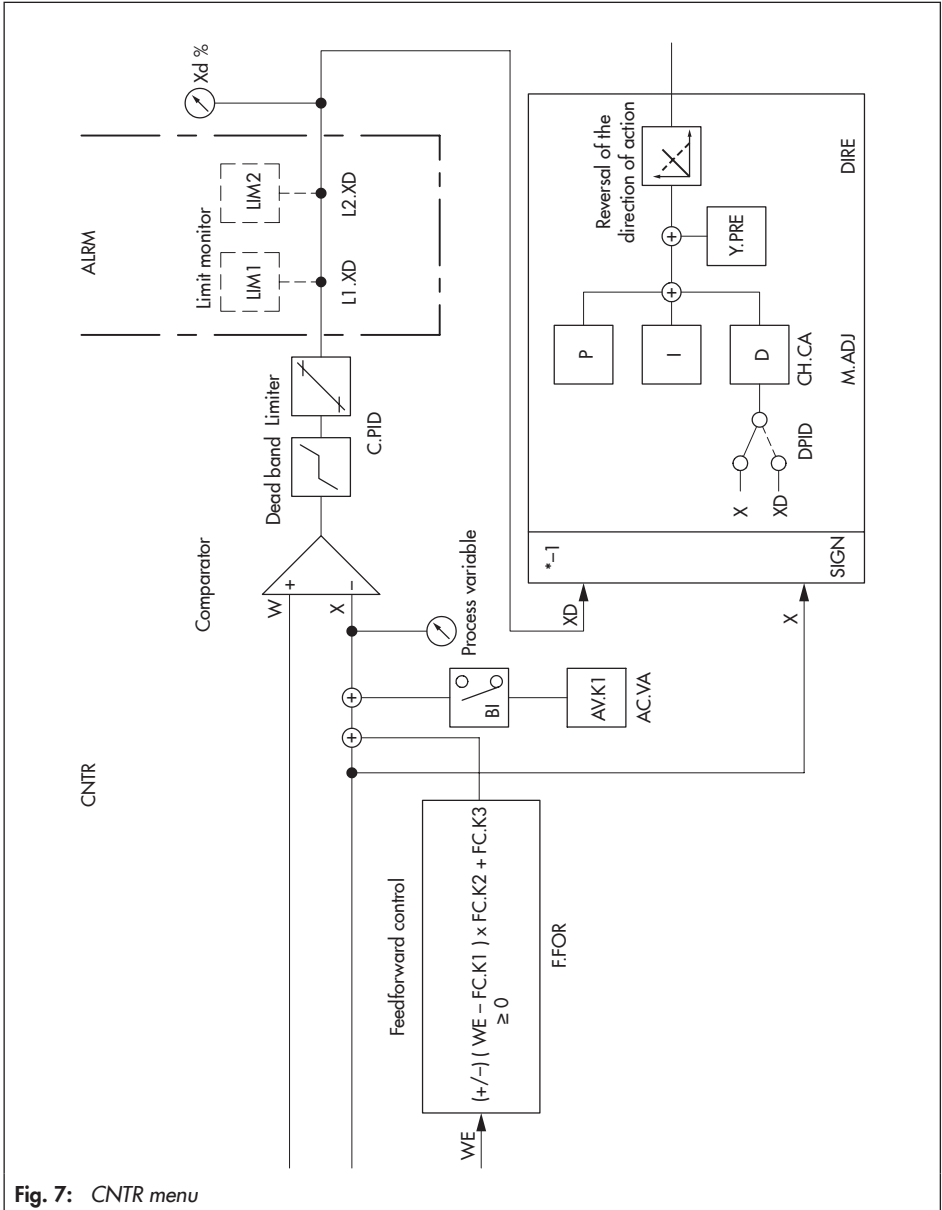 CNTR
Comparator
W
+
X
−
Dead band
Limiter
C.PID
ALRM
Limit monitor
LIM1
LIM2
L1.XD
L2.XD
Xd %
Process variable
BI
AV.K1
AC.VA
Feedforward control
(+/−) ( WE − FC.K1 ) x FC.K2 + FC.K3
≥ 0
F.FOR
WE
+
+
XD
X
*−1
SIGN
X
XD
DPID
P
I
D
CH.CA
M.ADJ
+
+
Y.PRE
Reversal of the
direction of action
DIRE
Fig. 7: CNTR menu